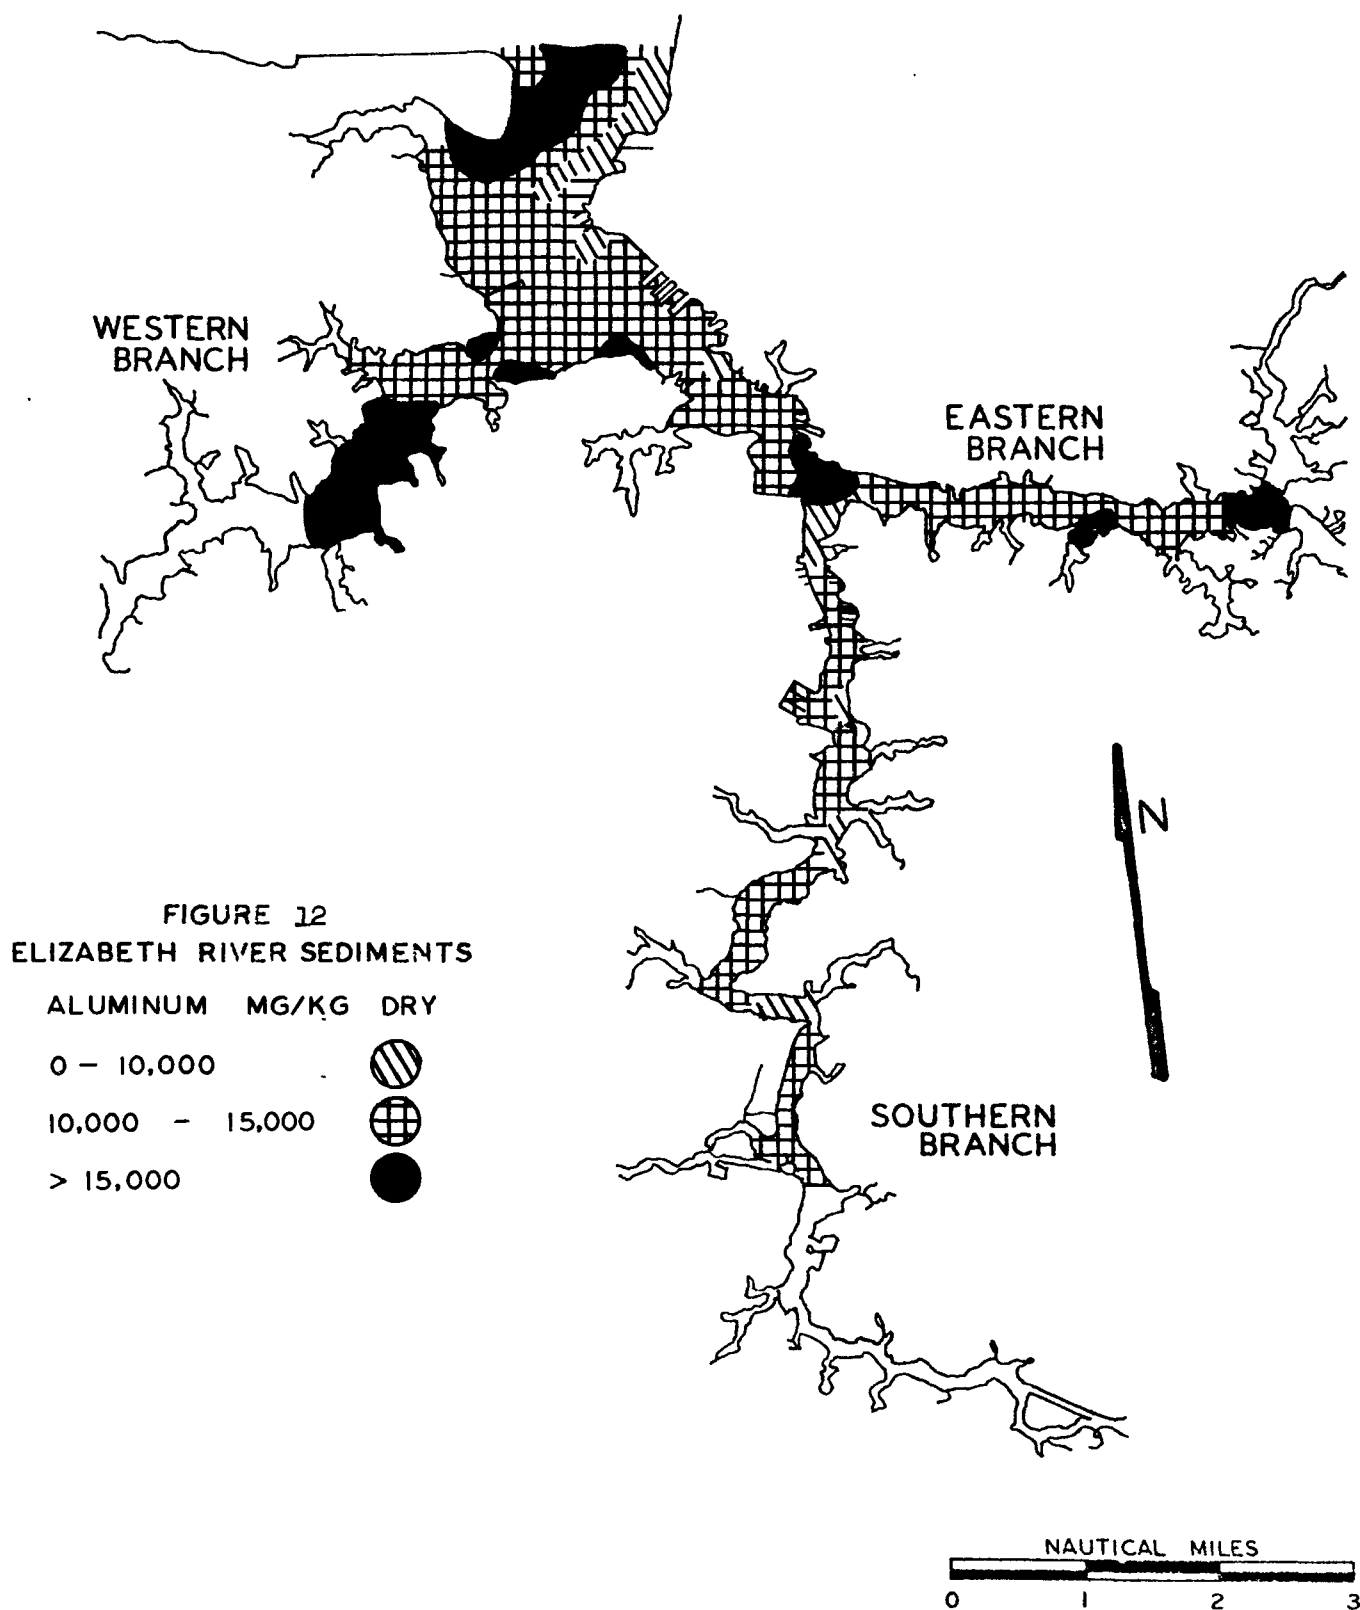 WESTERN
BRANCH
EASTERN
BRANCH
N
FIGURE 12
ELIZABETH RIVER SEDIMENTS
ALUMINUM MG/KG DRY
0 - 10,000
10,000 - 15,000
> 15,000
SOUTHERN
BRANCH
NAUTICAL MILES
0 1 2 3